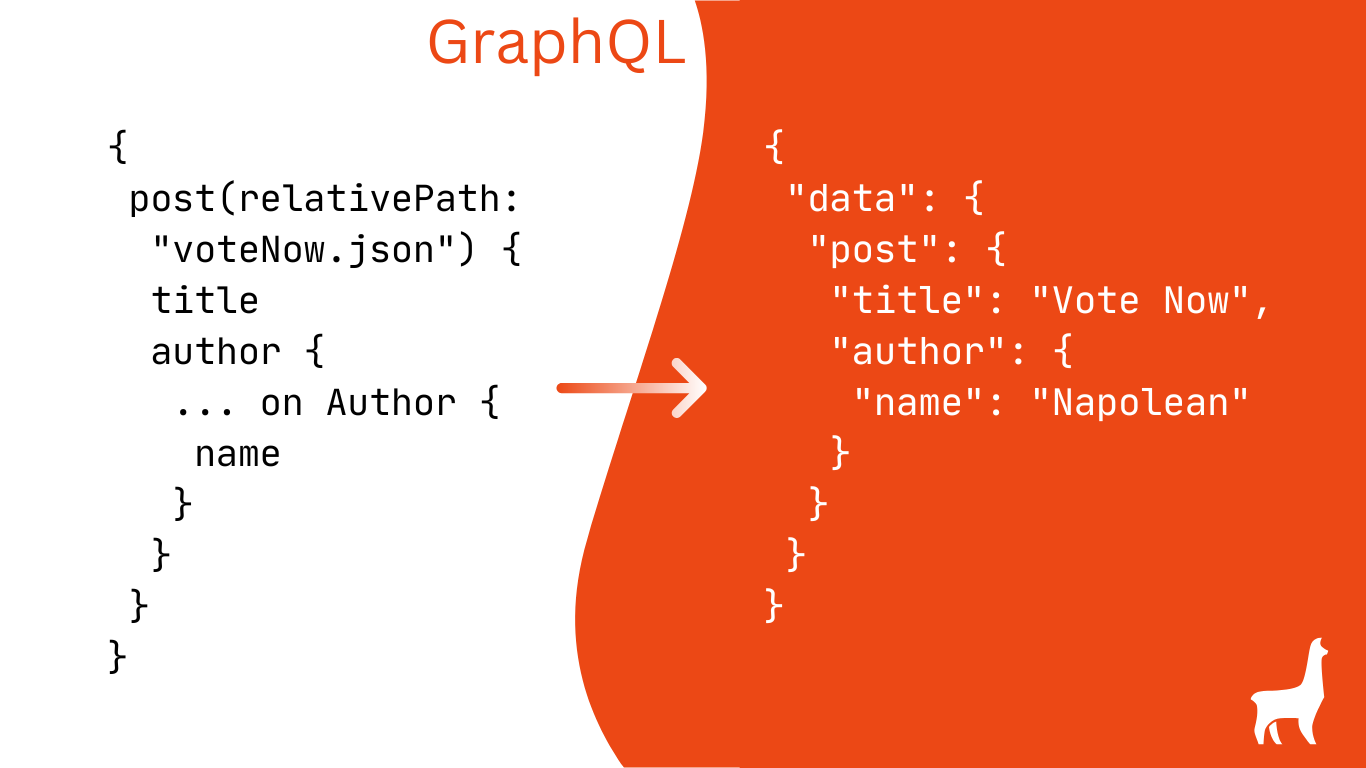 GraphQL
{
post(relativePath:
"voteNow.json") {
title
author {
... on Author {
name
}
}
}
}
{
"data": {
"post": {
"title": "Vote Now",
"author": {
"name": "Napolean"
}
}
}
}